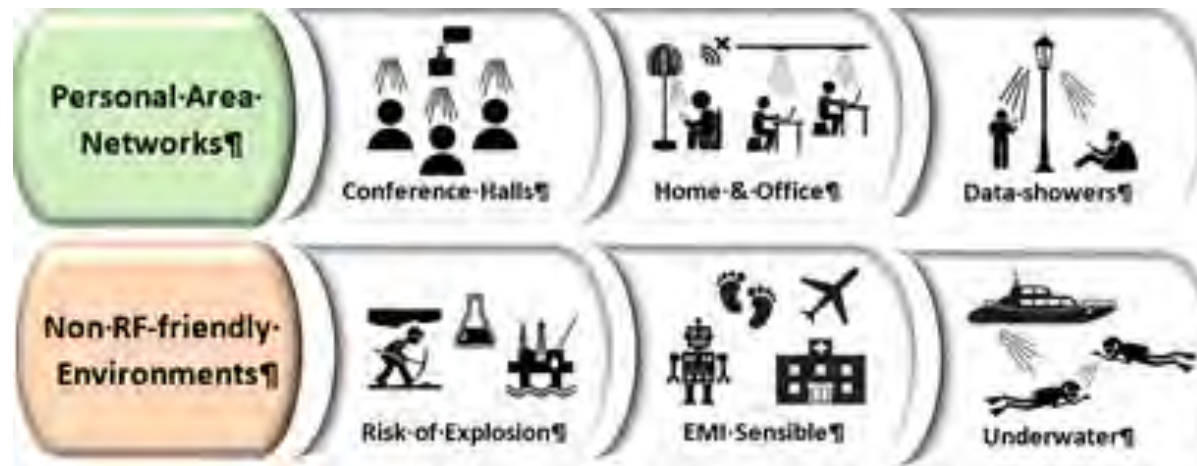 Personal·Area·
Networks¶
Conference·Halls¶
Home·&·Office¶
Data·showers¶
Non·RF-friendly·
Environments¶
Risk·of·Explosion¶
EMI·Sensible¶
Underwater¶